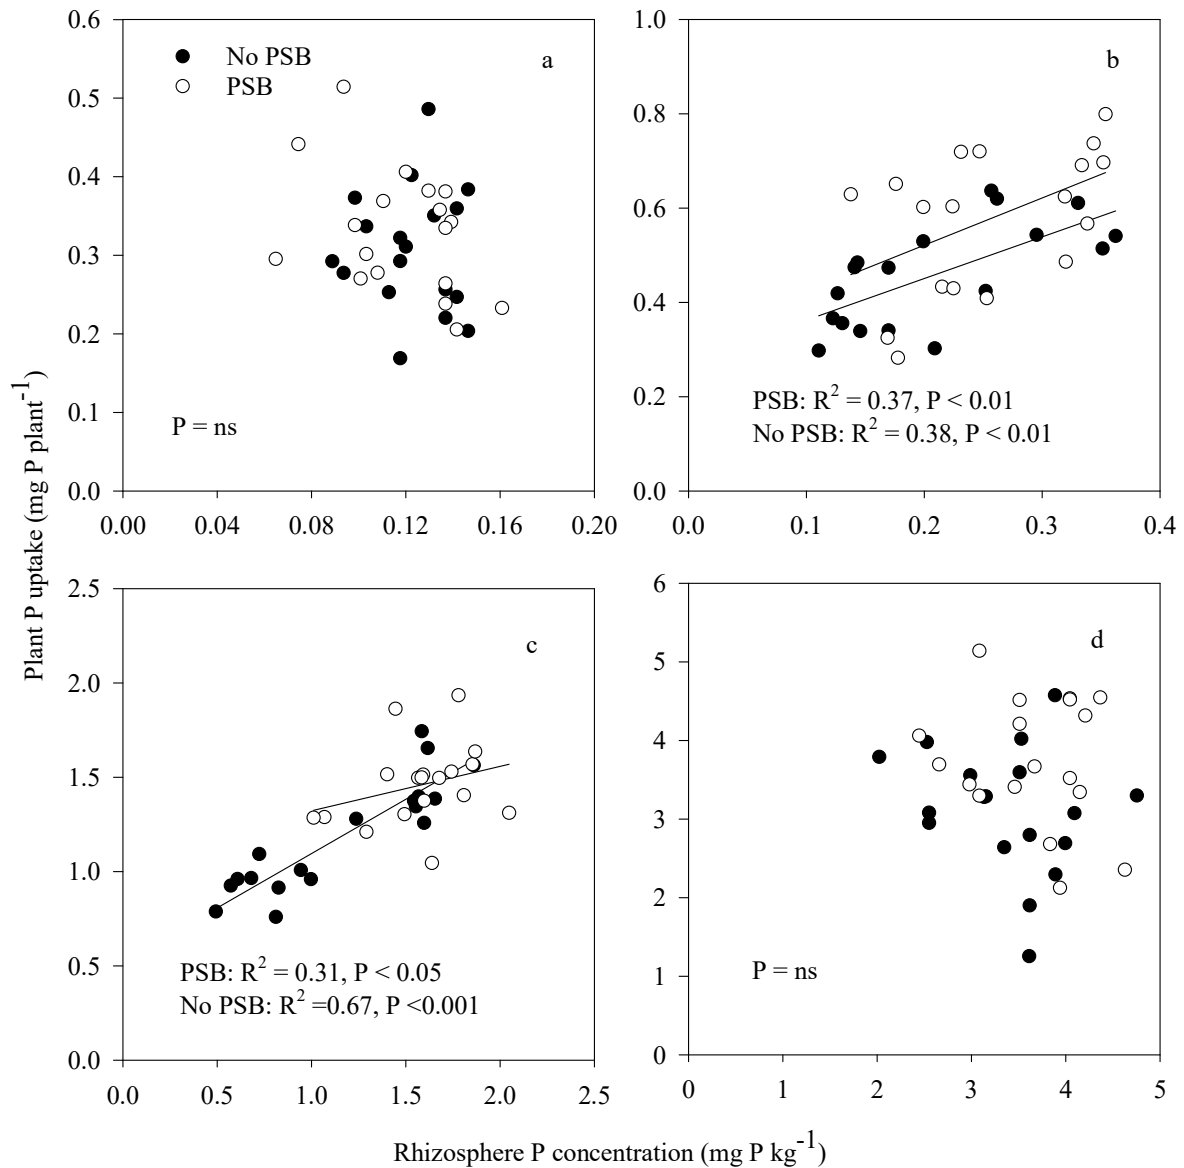 Plant P uptake (mg P plant⁻¹)
0.6
0.5
0.4
0.3
0.2
0.1
0.0
No PSB
PSB
a
P = ns
0.00 0.04 0.08 0.12 0.16 0.20
1.0
0.8
0.6
0.4
0.2
0.0
b
PSB: R² = 0.37, P < 0.01
No PSB: R² = 0.38, P < 0.01
0.0 0.1 0.2 0.3 0.4
2.5
2.0
1.5
1.0
0.5
0.0
c
PSB: R² = 0.31, P < 0.05
No PSB: R² =0.67, P <0.001
0.0 0.5 1.0 1.5 2.0
6
5
4
3
2
1
0
d
P = ns
0 1 2 3 4 5
Rhizosphere P concentration (mg P kg⁻¹)